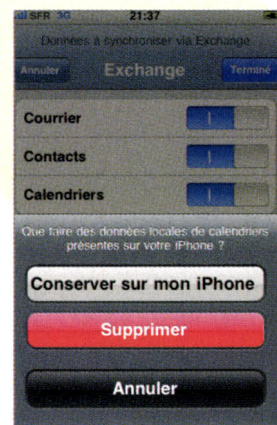 SFR 3G 21:37
Données à synchroniser via Exchange
Annuler Exchange Terminé
Courrier
Contacts
Calendriers
Que faire des données locales de calendriers
présentes sur votre iPhone ?
Conserver sur mon iPhone
Supprimer
Annuler